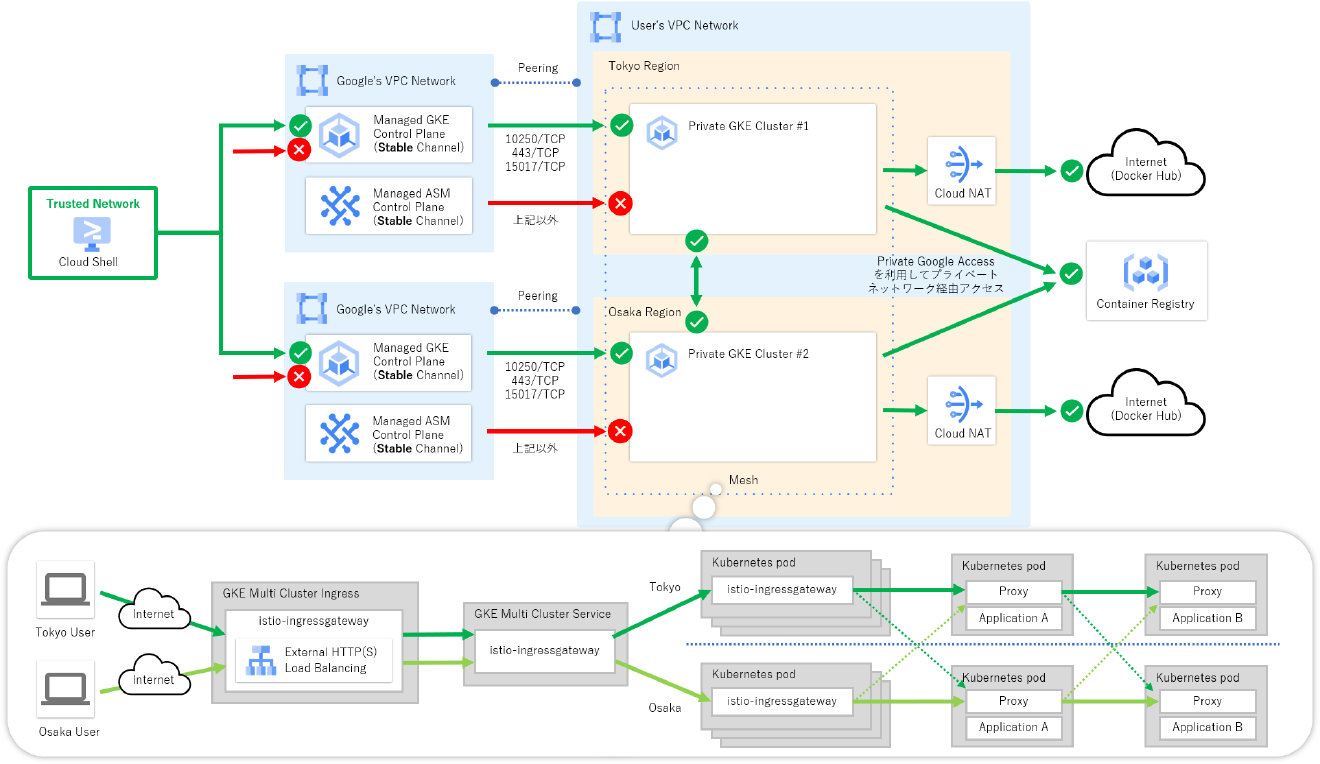 User's VPC Network
Tokyo Region
Google's VPC Network
Peering
Managed GKE
Control Plane
(Stable Channel)
10250/TCP
443/TCP
15017/TCP
Private GKE Cluster #1
Managed ASM
Control Plane
(Stable Channel)
上記以外
Cloud NAT
Internet
(Docker Hub)
Trusted Network
Cloud Shell
Private Google Access
を利用してプライベート
ネットワーク経由アクセス
Container Registry
Google's VPC Network
Peering
Osaka Region
Managed GKE
Control Plane
(Stable Channel)
10250/TCP
443/TCP
15017/TCP
Private GKE Cluster #2
Managed ASM
Control Plane
(Stable Channel)
上記以外
Cloud NAT
Internet
(Docker Hub)
Mesh
Tokyo User
Internet
Osaka User
Internet
GKE Multi Cluster Ingress
istio-ingressgateway
External HTTP(S)
Load Balancing
GKE Multi Cluster Service
istio-ingressgateway
Tokyo
Kubernetes pod
istio-ingressgateway
Kubernetes pod
Proxy
Application A
Kubernetes pod
Proxy
Application B
Osaka
Kubernetes pod
istio-ingressgateway
Kubernetes pod
Proxy
Application A
Kubernetes pod
Proxy
Application B